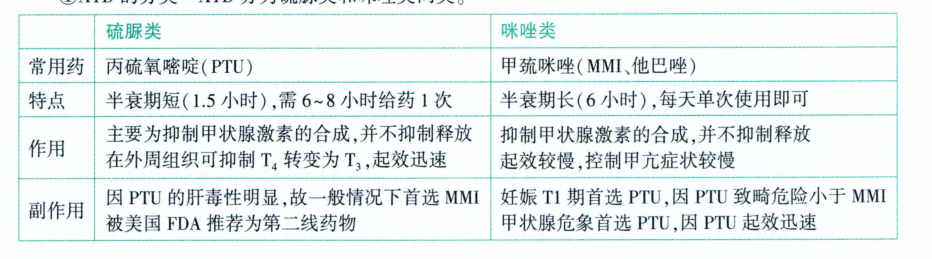 ①ATD 的分类 ATD 分为硫脲类和咪唑类两类。
硫脲类 咪唑类
常用药 丙硫氧嘧啶(PTU) 甲巯咪唑(MMI、他巴唑)
特点 半衰期短(1.5 小时),需 6~8 小时给药 1 次 半衰期长(6 小时),每天单次使用即可
作用 主要为抑制甲状腺激素的合成,并不抑制释放 抑制甲状腺激素的合成,并不抑制释放
在外周组织可抑制 T₄ 转变为 T₃,起效迅速 起效较慢,控制甲亢症状较慢
副作用 因 PTU 的肝毒性明显,故一般情况下首选 MMI 妊娠 T1 期首选 PTU,因 PTU 致畸危险小于 MMI
被美国 FDA 推荐为第二线药物 甲状腺危象首选 PTU,因 PTU 起效迅速